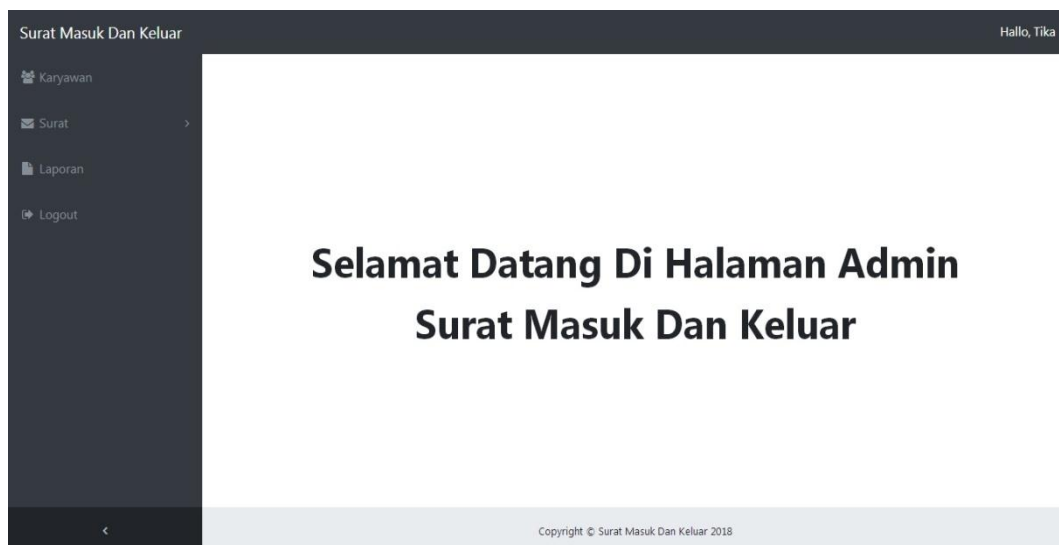 Surat Masuk Dan Keluar
Hallo, Tika
Karyawan
Surat
Laporan
Logout
Selamat Datang Di Halaman Admin
Surat Masuk Dan Keluar
Copyright © Surat Masuk Dan Keluar 2018